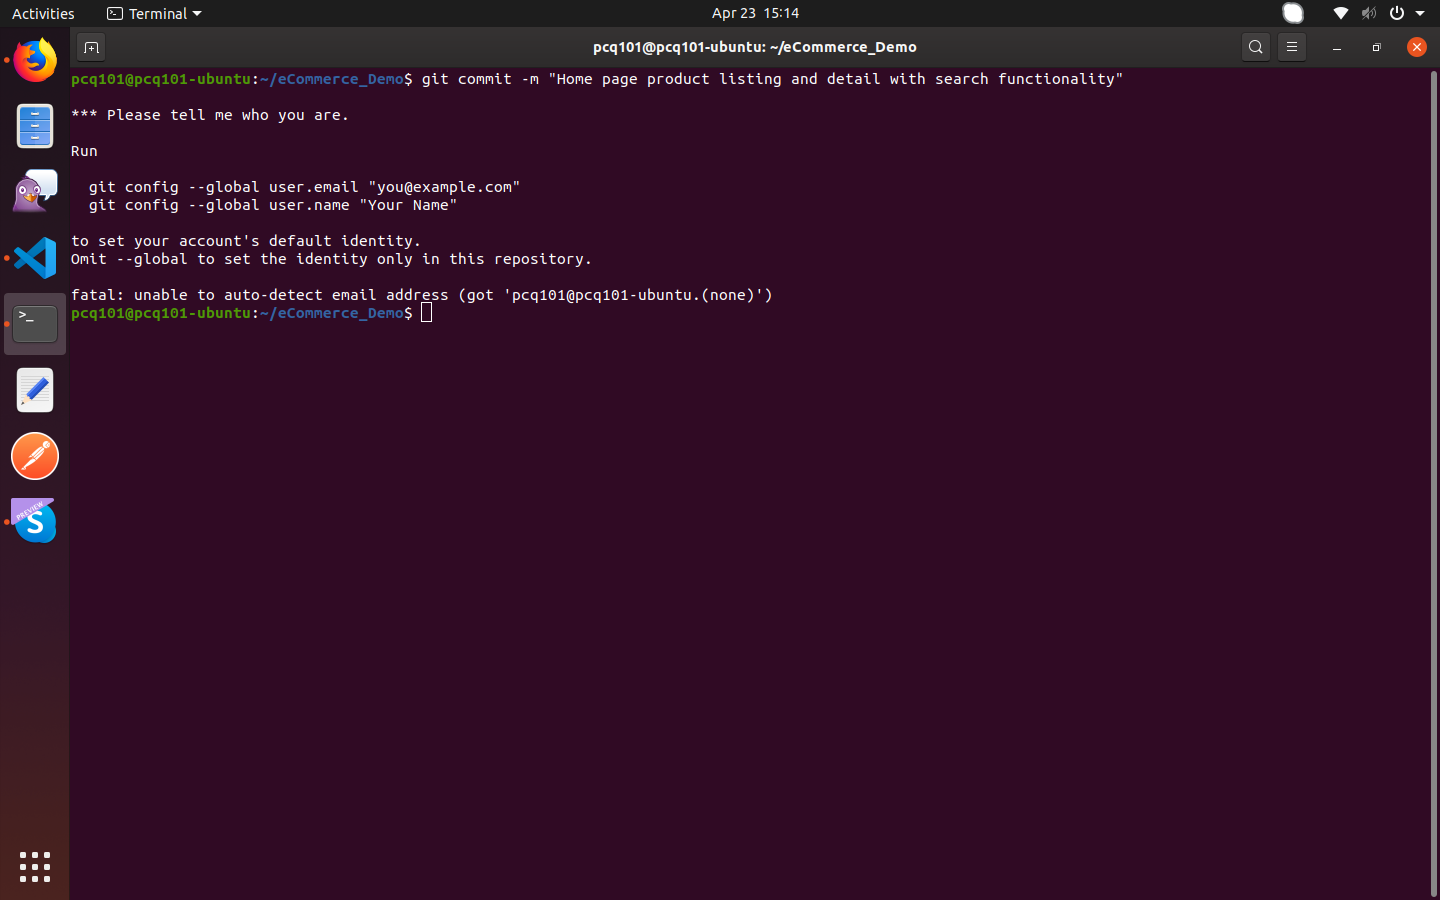 Activities
Terminal
Apr 23 15:14
pcq101@pcq101-ubuntu: ~/eCommerce_Demo
pcq101@pcq101-ubuntu:~/eCommerce_Demo$ git commit -m "Home page product listing and detail with search functionality"
*** Please tell me who you are.
Run
git config --global user.email "you@example.com"
git config --global user.name "Your Name"
to set your account's default identity.
Omit --global to set the identity only in this repository.
fatal: unable to auto-detect email address (got 'pcq101@pcq101-ubuntu.(none)')
pcq101@pcq101-ubuntu:~/eCommerce_Demo$
>_
PREVIEW
S